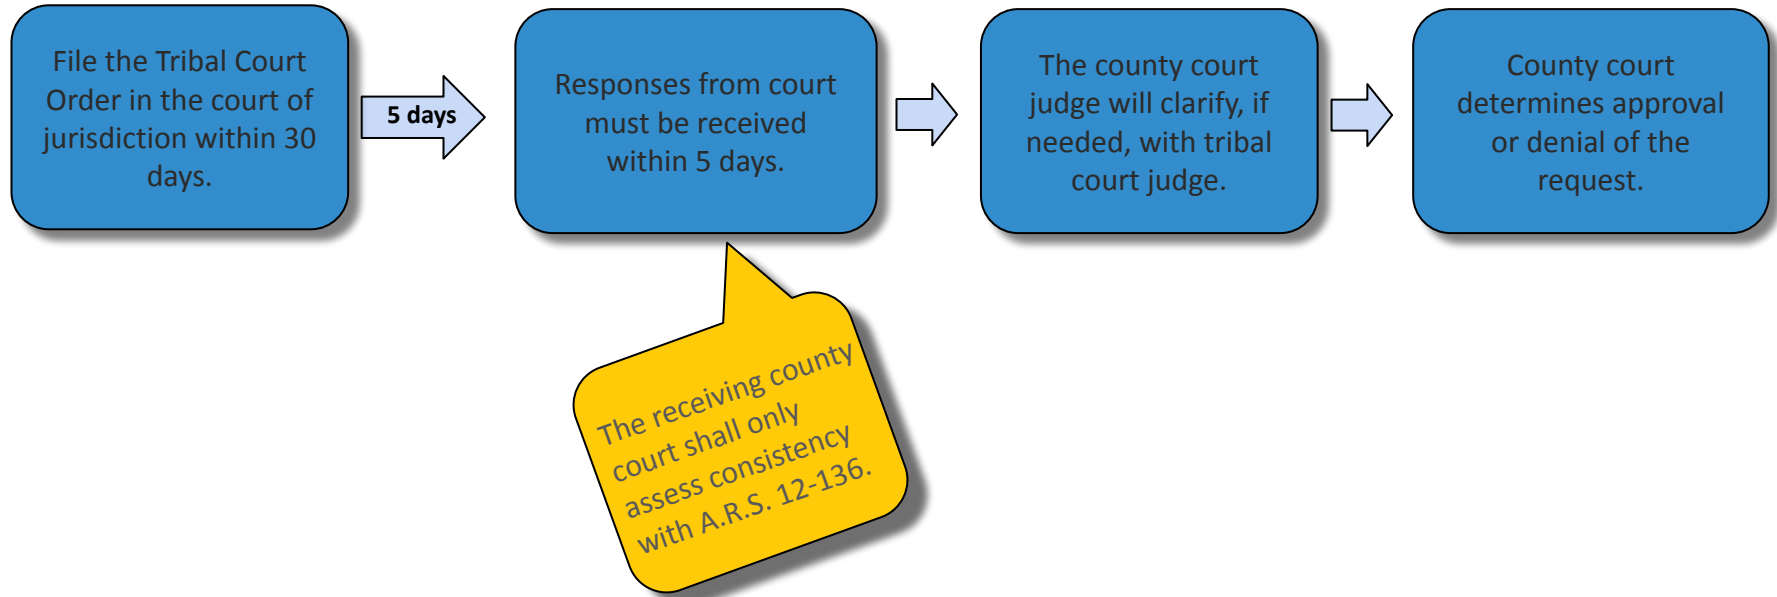 File the Tribal Court
Order in the court of
jurisdiction within 30
days.
5 days
Responses from court
must be received
within 5 days.
The county court
judge will clarify, if
needed, with tribal
court judge.
County court
determines approval
or denial of the
request.
The receiving county
court shall only
assess consistency
with A.R.S. 12-136.